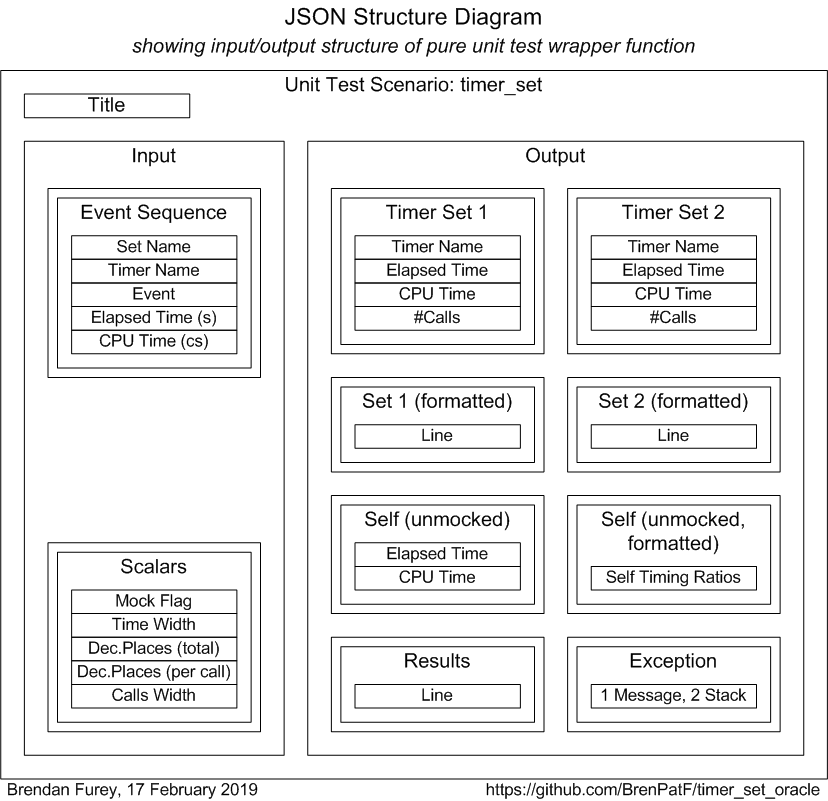 JSON Structure Diagram
showing input/output structure of pure unit test wrapper function
Unit Test Scenario: timer_set
Title
Input
Event Sequence
Set Name
Timer Name
Event
Elapsed Time (s)
CPU Time (cs)
Scalars
Mock Flag
Time Width
Dec.Places (total)
Dec.Places (per call)
Calls Width
Output
Timer Set 1
Timer Name
Elapsed Time
CPU Time
#Calls
Timer Set 2
Timer Name
Elapsed Time
CPU Time
#Calls
Set 1 (formatted)
Line
Set 2 (formatted)
Line
Self (unmocked)
Elapsed Time
CPU Time
Self (unmocked,
formatted)
Self Timing Ratios
Results
Line
Exception
1 Message, 2 Stack
Brendan Furey, 17 February 2019
https://github.com/BrenPatF/timer_set_oracle